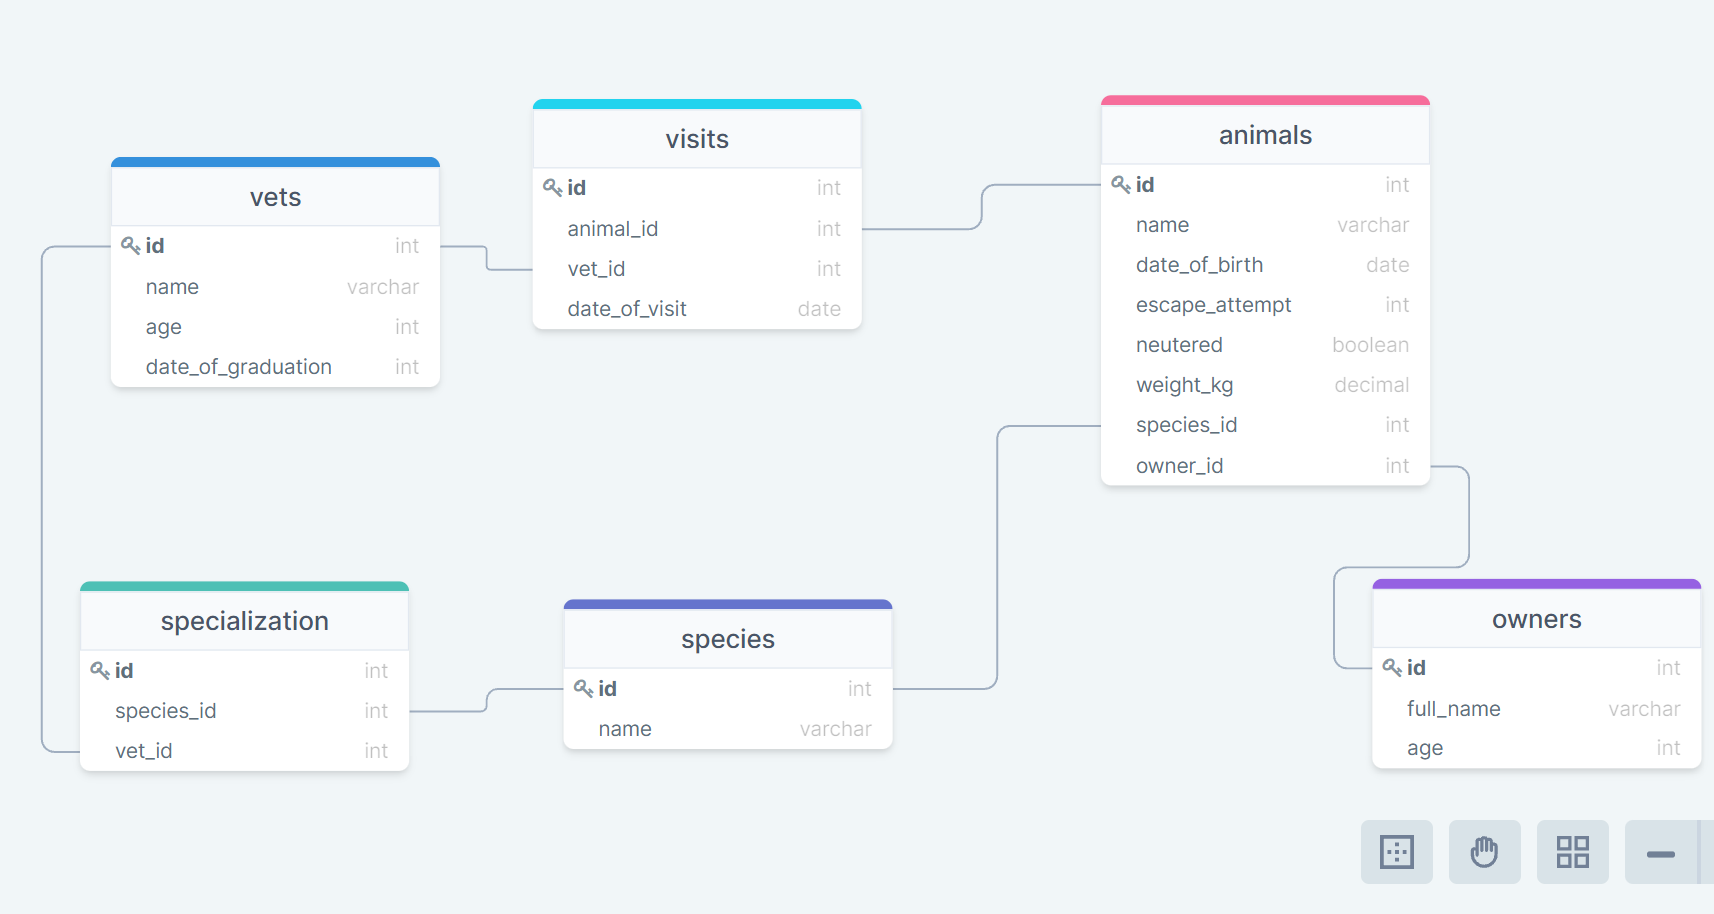 vets
id int
name varchar
age int
date_of_graduation int
visits
id int
animal_id int
vet_id int
date_of_visit date
animals
id int
name varchar
date_of_birth date
escape_attempt int
neutered boolean
weight_kg decimal
species_id int
owner_id int
specialization
id int
species_id int
vet_id int
species
id int
name varchar
owners
id int
full_name varchar
age int